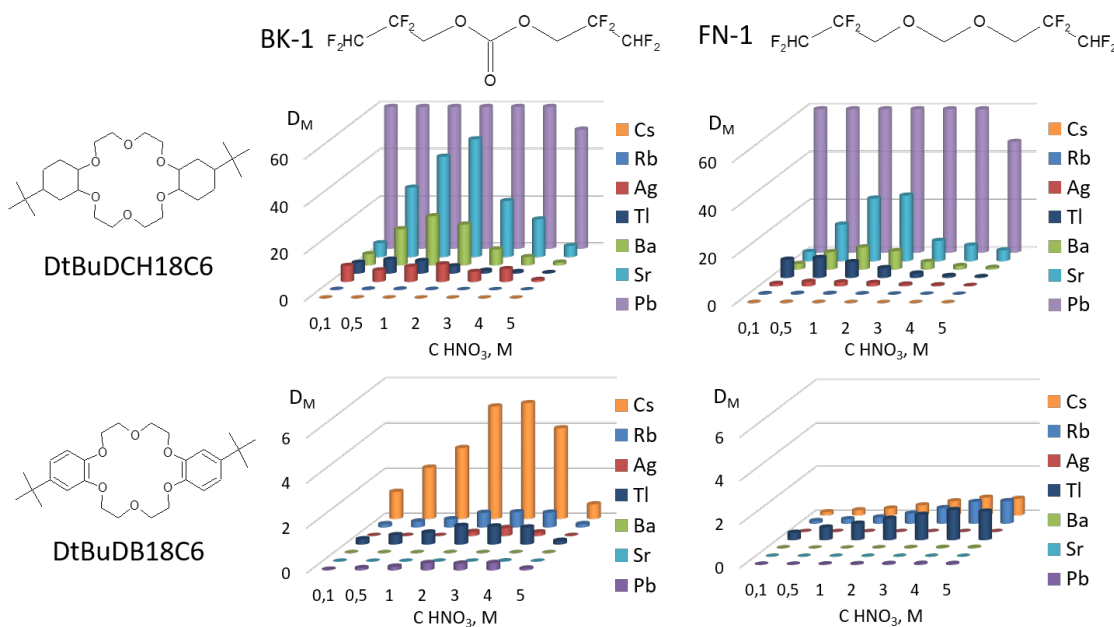 BK-1
F₂HC CF₂ O O CF₂ CHF₂
O
FN-1
F₂HC CF₂ O O CF₂ CHF₂
DtBuDCH18C6
O O O O O O
D_M
60
40
20
0
0,1 0,5 1 2 3 4 5
C HNO₃, M
Cs
Rb
Ag
Tl
Ba
Sr
Pb
D_M
60
40
20
0
0,1 0,5 1 2 3 4 5
C HNO₃, M
Cs
Rb
Ag
Tl
Ba
Sr
Pb
DtBuDB18C6
O O O O O O
D_M
6
4
2
0
0,1 0,5 1 2 3 4 5
C HNO₃, M
Cs
Rb
Ag
Tl
Ba
Sr
Pb
D_M
6
4
2
0
0,1 0,5 1 2 3 4 5
C HNO₃, M
Cs
Rb
Ag
Tl
Ba
Sr
Pb